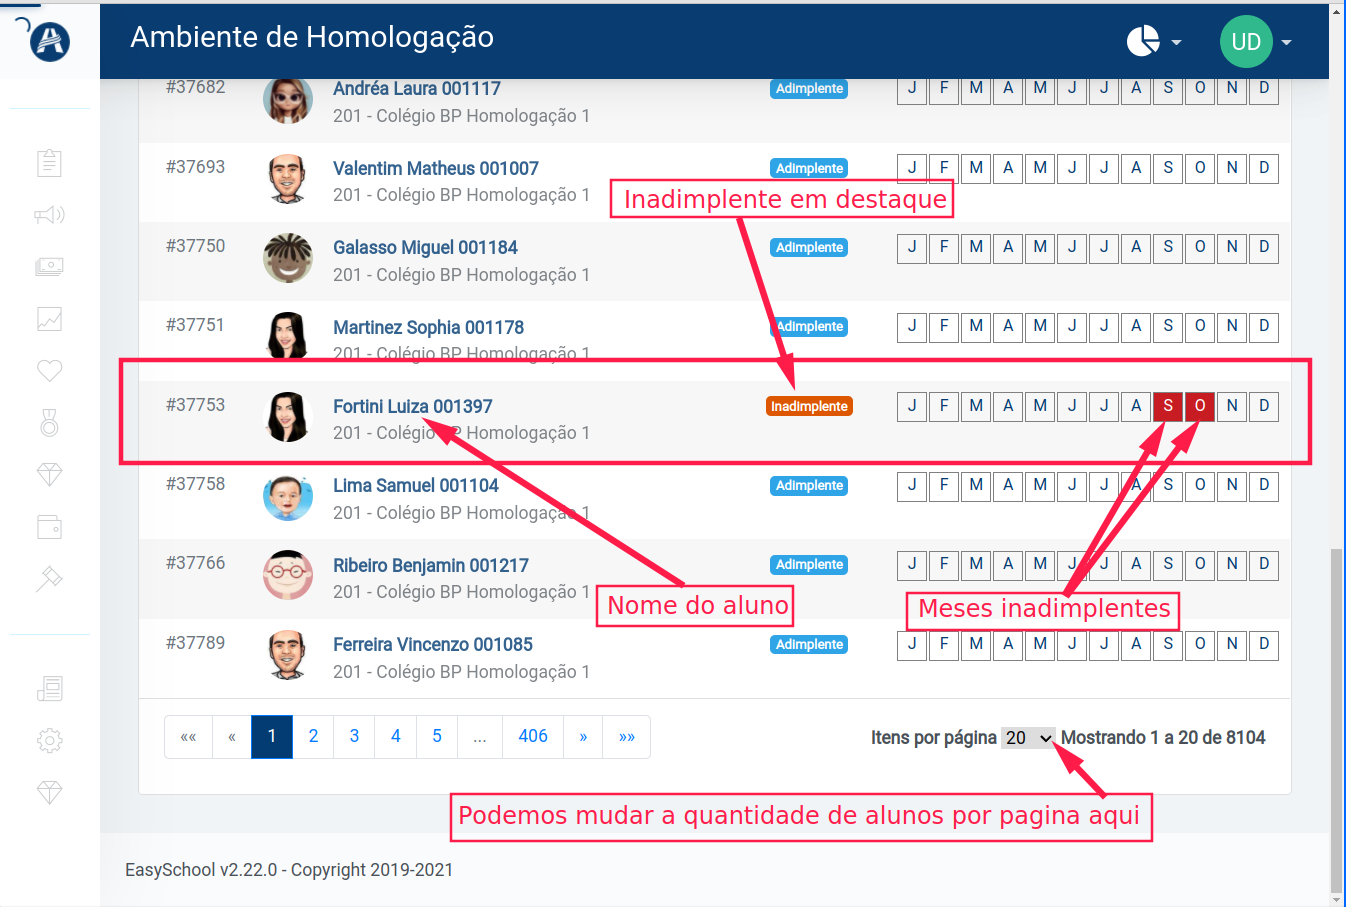 Ambiente de Homologação
UD
#37682
Andréa Laura 001117
Adimplente
J F M A M J J A S O N D
201 - Colégio BP Homologação 1
#37693
Valentim Matheus 001007
Adimplente
J F M A M J J A S O N D
201 - Colégio BP Homologação 1
Inadimplente em destaque
#37750
Galasso Miguel 001184
Adimplente
J F M A M J J A S O N D
201 - Colégio BP Homologação 1
#37751
Martinez Sophia 001178
Adimplente
J F M A M J J A S O N D
201 - Colégio BP Homologação 1
#37753
Fortini Luiza 001397
Inadimplente
J F M A M J J A S O N D
201 - Colégio BP Homologação 1
#37758
Lima Samuel 001104
Adimplente
J F M A M J J A S O N D
201 - Colégio BP Homologação 1
#37766
Ribeiro Benjamin 001217
Adimplente
J F M A M J J A S O N D
201 - Colégio BP Homologação 1
Nome do aluno
Meses inadimplentes
#37789
Ferreira Vincenzo 001085
Adimplente
J F M A M J J A S O N D
201 - Colégio BP Homologação 1
«« « 1 2 3 4 5 ... 406 » »»
Itens por página 20 Mostrando 1 a 20 de 8104
Podemos mudar a quantidade de alunos por pagina aqui
EasySchool v2.22.0 - Copyright 2019-2021